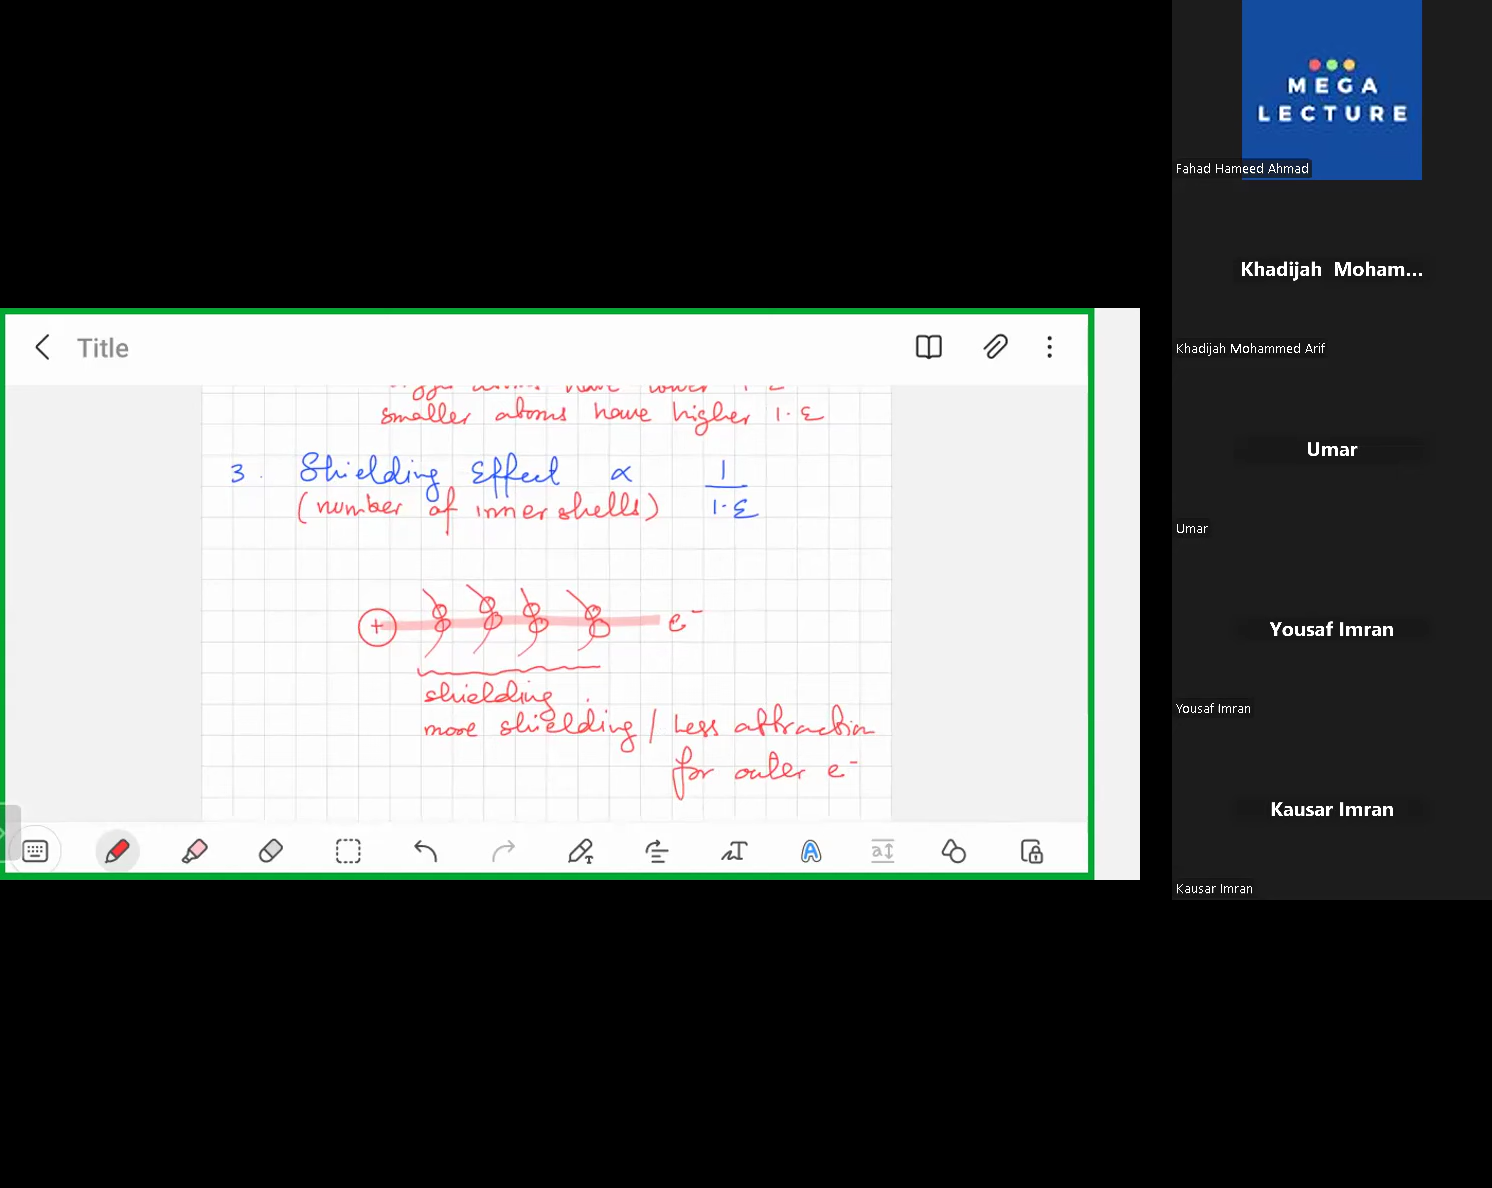 MEGA
LECTURE
Fahad Hameed Ahmad
Khadijah Moham...
Khadijah Mohammed Arif
Umar
Umar
Yousaf Imran
Yousaf Imran
Kausar Imran
Kausar Imran
Title
have lower I.E
smaller atoms have higher I.E
3. Shielding Effect ∝ 1/I.E
(number of inner shells)
+ e⁻
shielding
more shielding / Less attraction
for outer e⁻
T
T
A
a